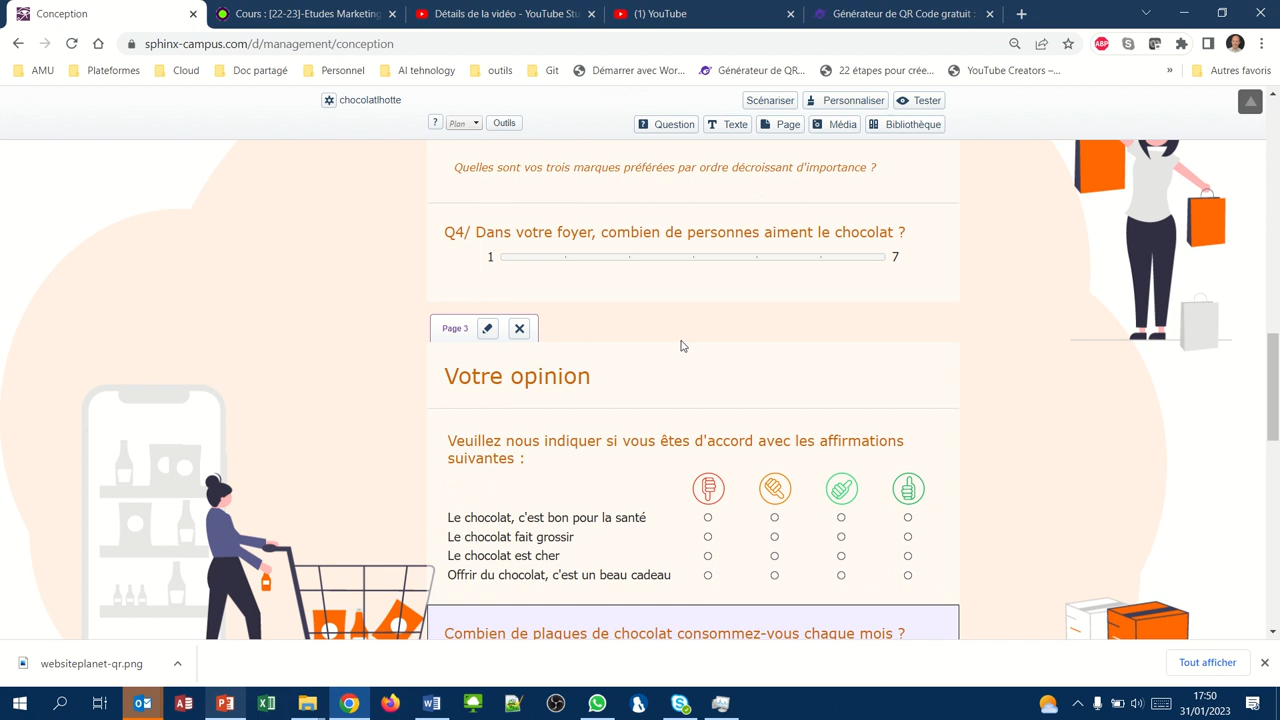 Conception
Cours : [22-23]-Etudes Marketing
Détails de la vidéo - YouTube Stu
(1) YouTube
Générateur de QR Code gratuit :
sphinx-campus.com/d/management/conception
AMU
Plateformes
Cloud
Doc partagé
Personnel
AI tehnology
outils
Git
Démarrer avec Wor...
Générateur de QR...
22 étapes pour crée...
YouTube Creators –...
»
Autres favoris
chocolatlhotte
Scénariser
Personnaliser
Tester
?
Plan
Outils
Question
Texte
Page
Média
Bibliothèque
Quelles sont vos trois marques préférées par ordre décroissant d'importance ?
Q4/ Dans votre foyer, combien de personnes aiment le chocolat ?
1 7
Page 3
Votre opinion
Veuillez nous indiquer si vous êtes d'accord avec les affirmations
suivantes :
Le chocolat, c'est bon pour la santé
Le chocolat fait grossir
Le chocolat est cher
Offrir du chocolat, c'est un beau cadeau
Combien de plaques de chocolat consommez-vous chaque mois ?
websiteplanet-qr.png
Tout afficher
17:50
31/01/2023